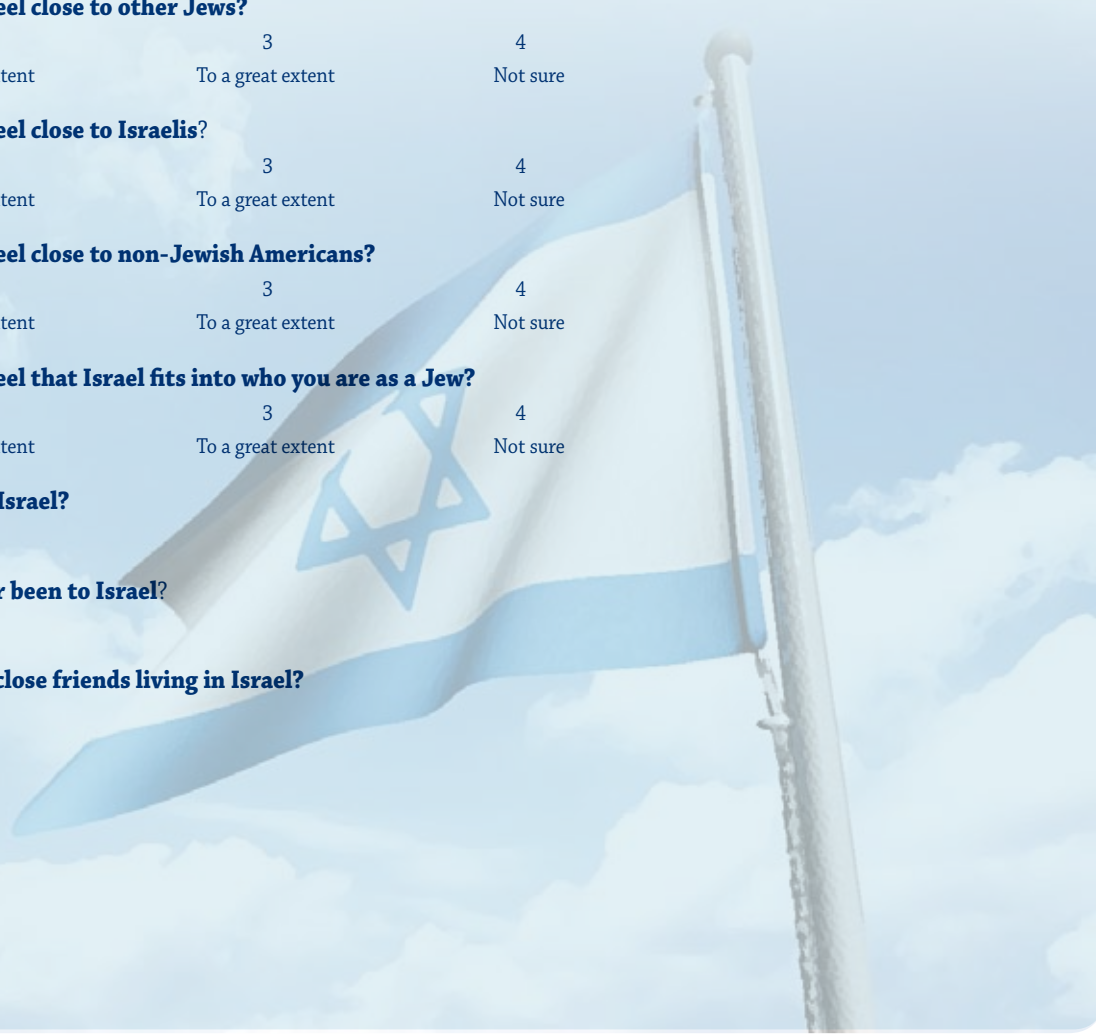 eel close to other Jews?
3 4
tent To a great extent Not sure
eel close to Israelis?
3 4
tent To a great extent Not sure
eel close to non-Jewish Americans?
3 4
tent To a great extent Not sure
eel that Israel fits into who you are as a Jew?
3 4
tent To a great extent Not sure
Israel?
r been to Israel?
close friends living in Israel?